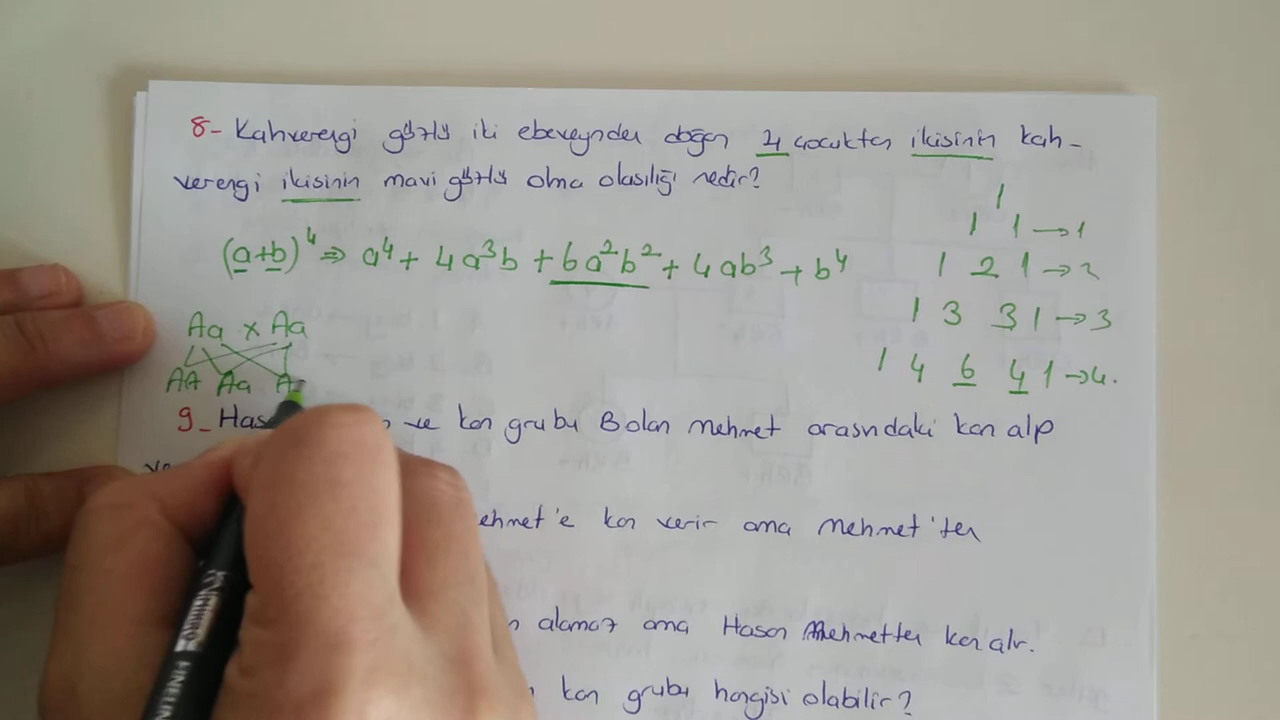 8- Kahverengi gözlü iki ebeveynden doğan 4 çocuktan ikisinin kah-
verengi ikisinin mavi gözlü olma olasılığı nedir?
(a+b)⁴ ⇒ a⁴ + 4a³b + 6a²b² + 4ab³ + b⁴
1
1 1 →1
1 2 1 →2
1 3 3 1 →3
1 4 6 4 1 →4.
Aa x Aa
AA Aa A
9- Has ve kan grubu B olan mehmet arasındaki kan alıp
ve
ehmet'e kan verir ama mehmet'ten
alamaz ama Hasan Mehmetten kan alır.
kan grubu hangisi olabilir?